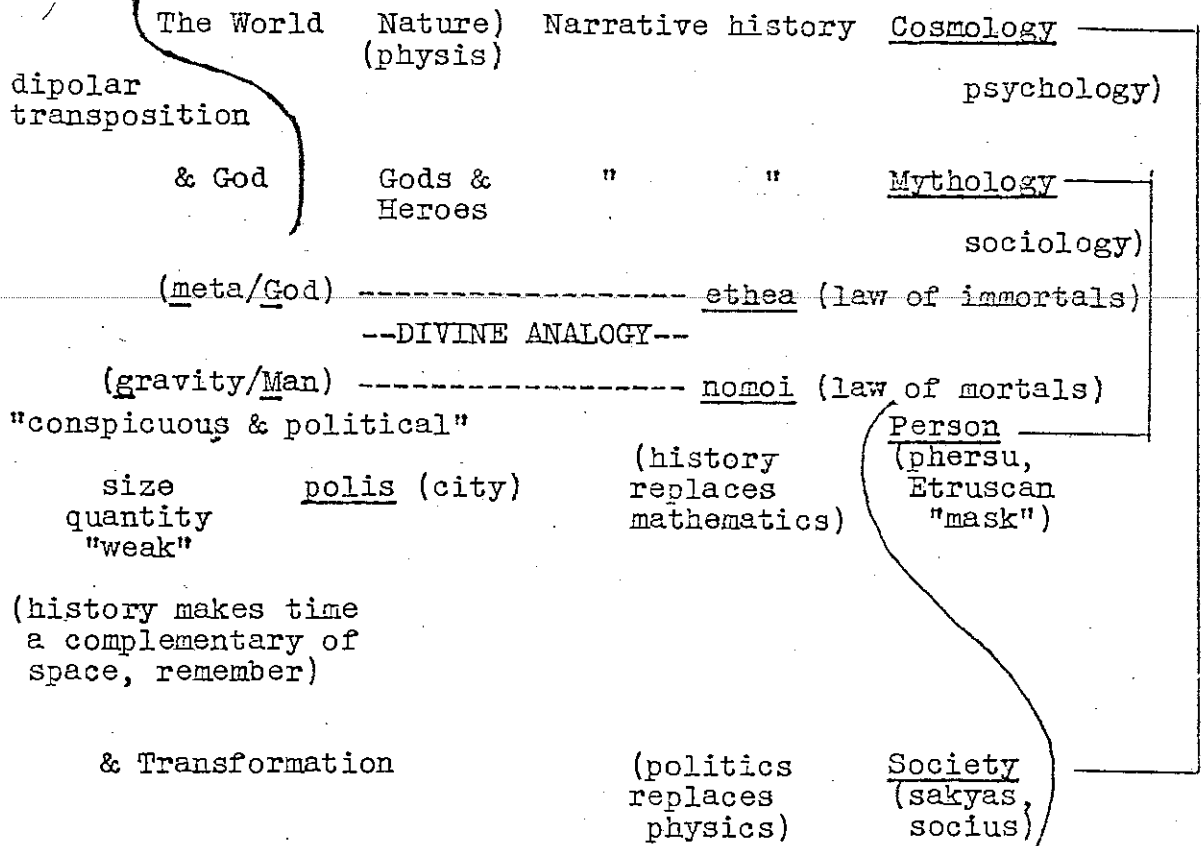 The World Nature) Narrative history Cosmology
(physis)
dipolar psychology)
transposition
& God Gods & " " Mythology
Heroes
sociology)
(meta/God) ------------------ ethea (law of immortals)
--DIVINE ANALOGY--
(gravity/Man) ------------------ nomoi (law of mortals)
"conspicuous & political" Person
(history (phersu,
size polis (city) replaces Etruscan
quantity mathematics) "mask")
"weak"
(history makes time
a complementary of
space, remember)
& Transformation (politics Society
replaces (sakyas,
physics) socius)